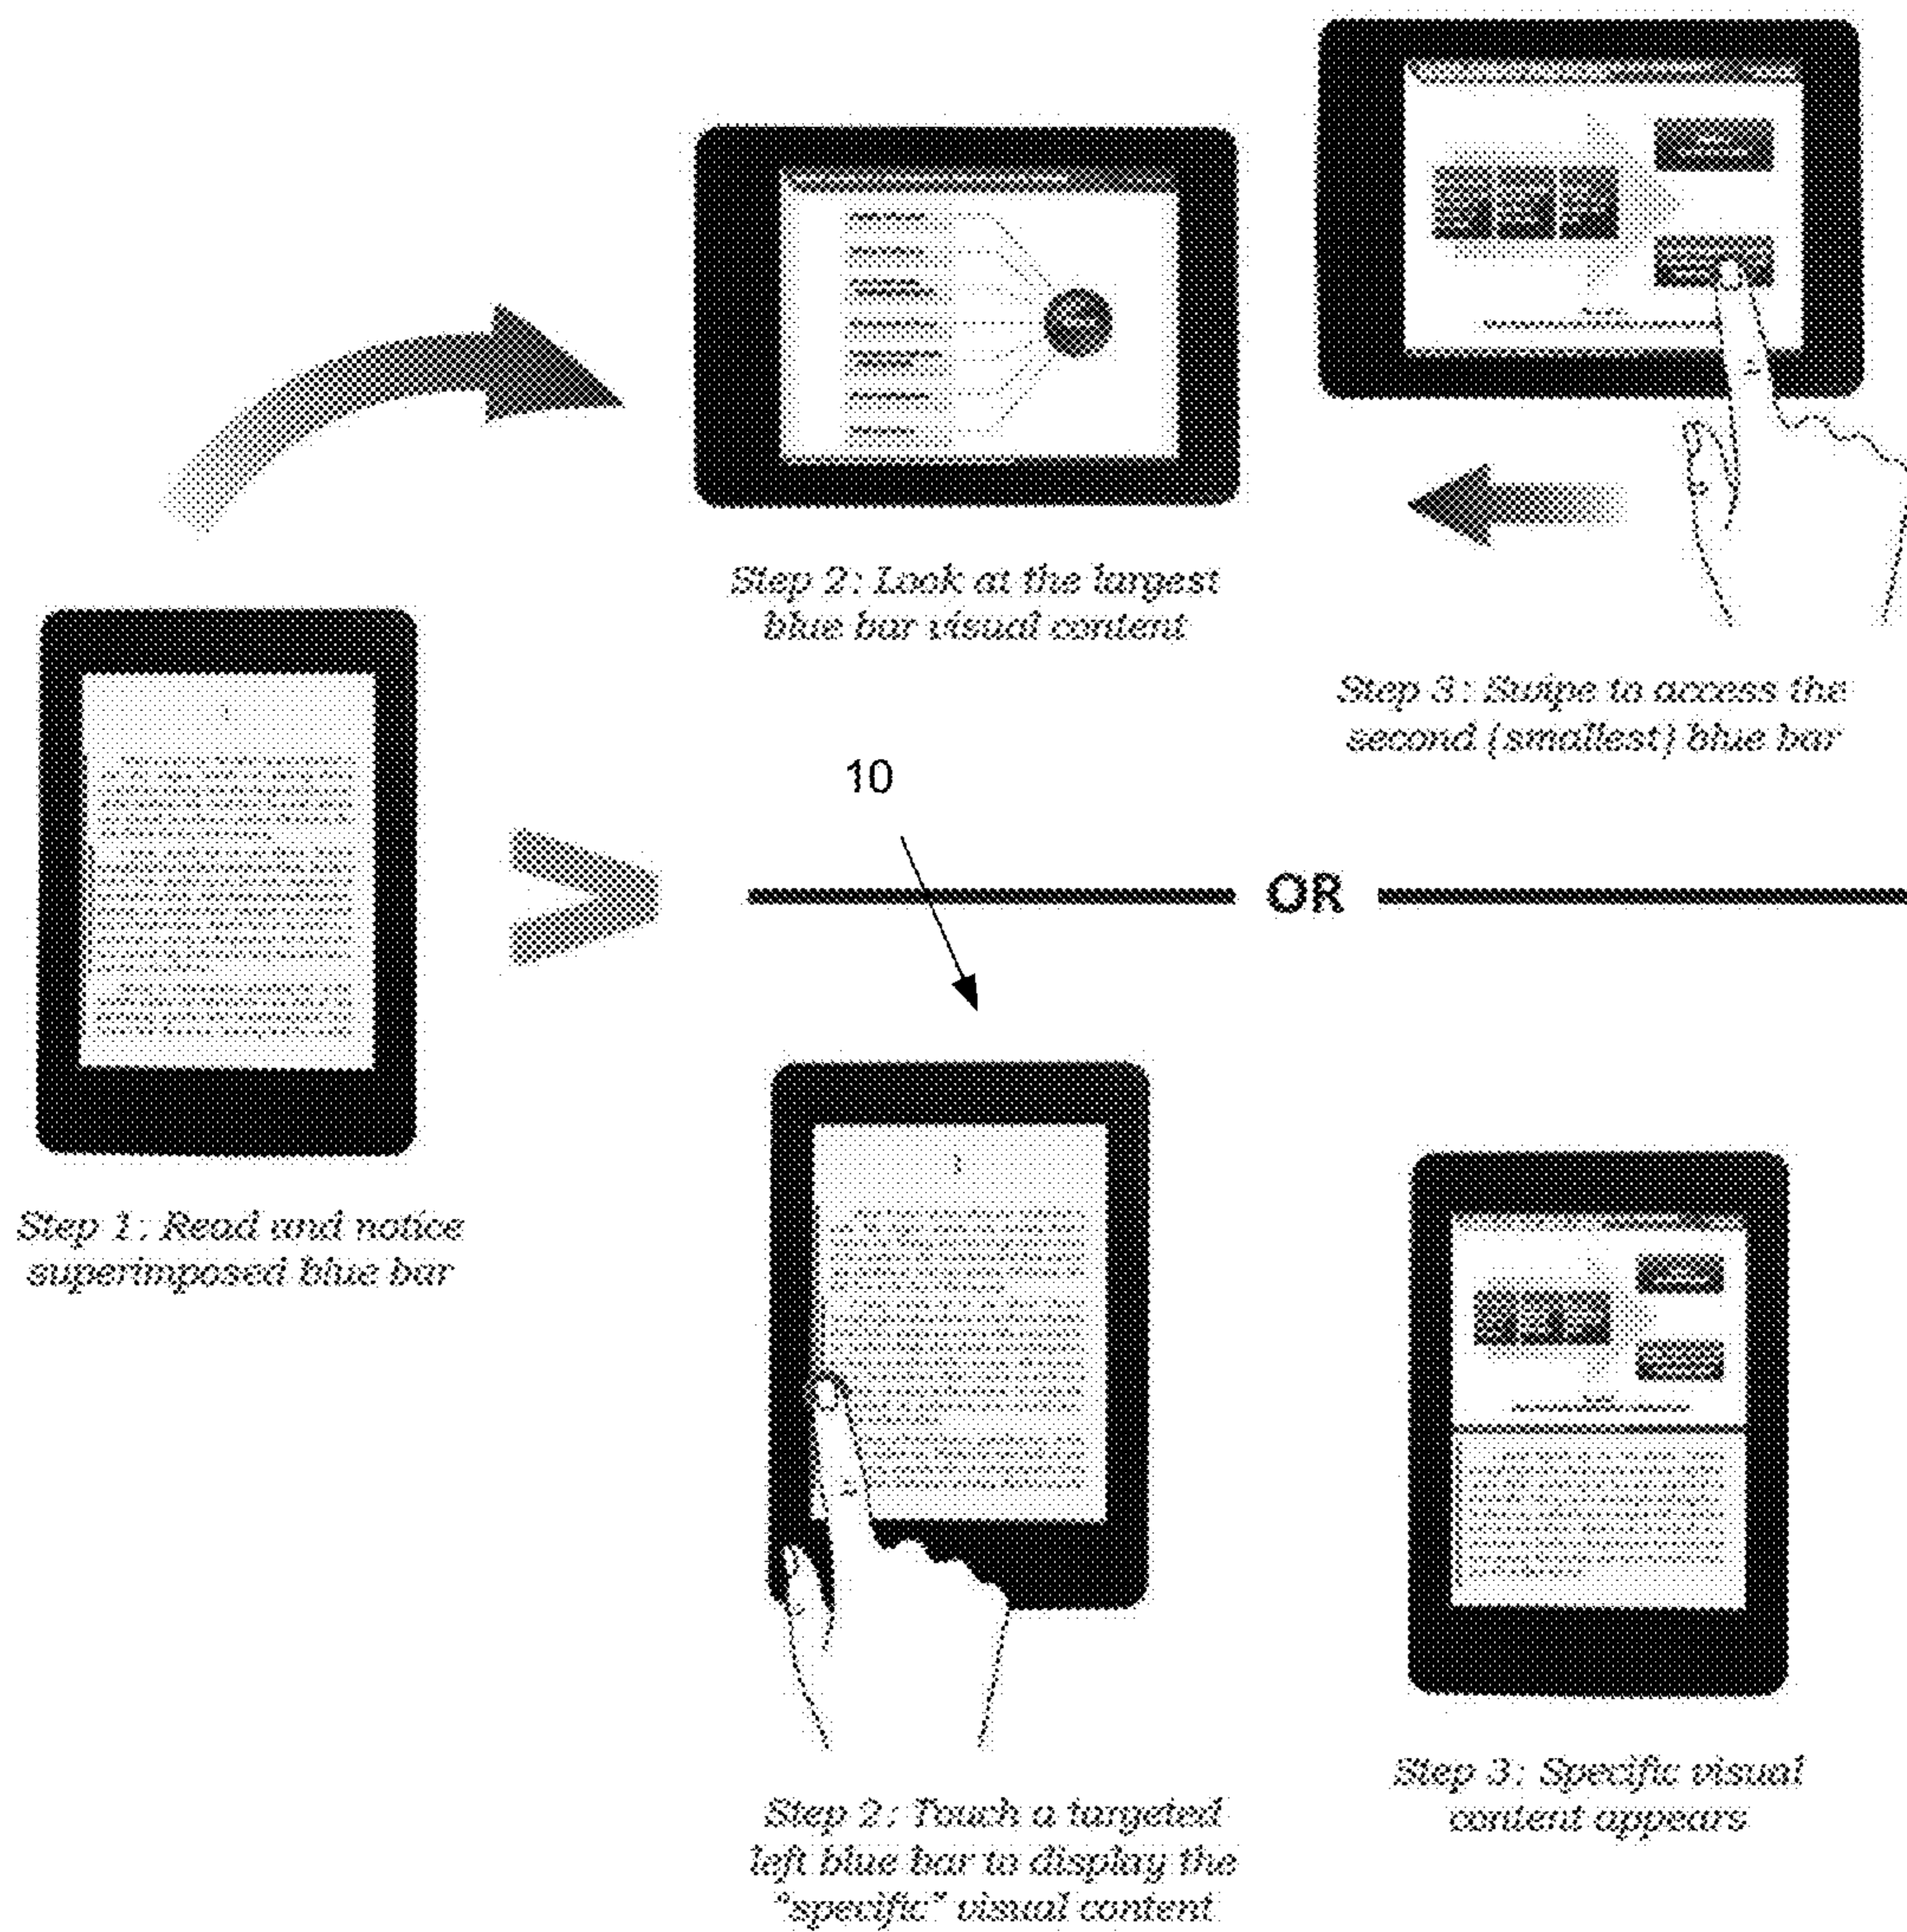 Step 2: Look at the largest
blue bar visual content
Step 3: Swipe to access the
second (smallest) blue bar
10
OR
Step 1: Read and notice
superimposed blue bar
Step 2: Touch a targeted
left blue bar to display the
"specific" visual content
Step 3: Specific visual
content appears